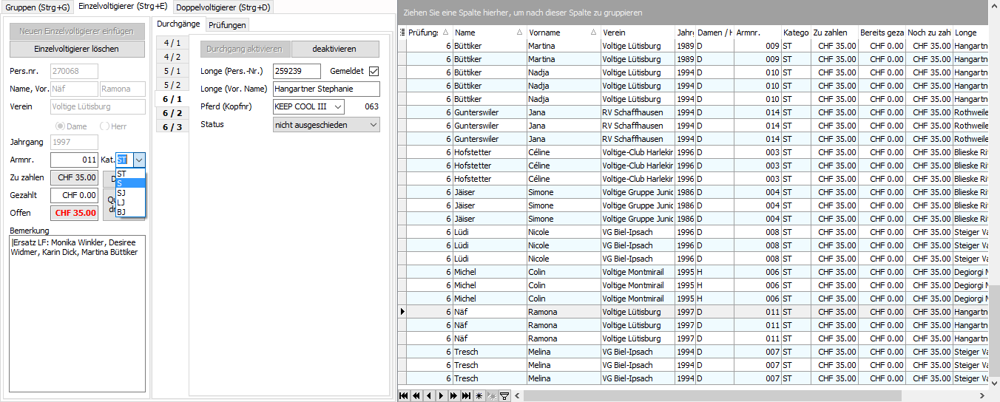 Gruppen (Strg+G) Einzelvoltigierer (Strg+E) Doppelvoltigierer (Strg+D)
Neuen Einzelvoltigierer einfügen
Einzelvoltigierer löschen
Pers.nr. 270068
Name, Vor. Näf Ramona
Verein Voltige Lütisburg
Dame Herr
Jahrgang 1997
Armnr. 011 Kat. ST
ST
S
SJ
LJ
BJ
Zu zahlen CHF 35.00
Gezahlt CHF 0.00
Offen CHF 35.00
Bemerkung
Ersatz LF: Monika Winkler, Desiree
Widmer, Karin Dick, Martina Büttiker
Durchgänge Prüfungen
4 / 1
4 / 2
5 / 1
5 / 2
6 / 1
6 / 2
6 / 3
Durchgang aktivieren deaktivieren
Longe (Pers.-Nr.) 259239 Gemeldet
Longe (Vor. Name) Hangartner Stephanie
Pferd (Kopfnr) KEEP COOL III 063
Status nicht ausgeschieden
Ziehen Sie eine Spalte hierher, um nach dieser Spalte zu gruppieren
Prüfungs Name Vorname Verein Jahrg Damen / H Armnr. Katego Zu zahlen Bereits geza Noch zu zahl Longe
6 Büttiker Martina Voltige Lütisburg 1989 D 009 ST CHF 35.00 CHF 0.00 CHF 35.00 Hangartn
6 Büttiker Martina Voltige Lütisburg 1989 D 009 ST CHF 35.00 CHF 0.00 CHF 35.00 Hangartn
6 Büttiker Nadja Voltige Lütisburg 1994 D 010 ST CHF 35.00 CHF 0.00 CHF 35.00 Hangartn
6 Büttiker Nadja Voltige Lütisburg 1994 D 010 ST CHF 35.00 CHF 0.00 CHF 35.00 Hangartn
6 Büttiker Nadja Voltige Lütisburg 1994 D 010 ST CHF 35.00 CHF 0.00 CHF 35.00 Hangartn
6 Gunterswiler Jana RV Schaffhausen 1994 D 014 ST CHF 35.00 CHF 0.00 CHF 35.00 Rothweile
6 Gunterswiler Jana RV Schaffhausen 1994 D 014 ST CHF 35.00 CHF 0.00 CHF 35.00 Rothweile
6 Gunterswiler Jana RV Schaffhausen 1994 D 014 ST CHF 35.00 CHF 0.00 CHF 35.00 Rothweile
6 Hofstetter Céline Voltige-Club Harlekin 1996 D 003 ST CHF 35.00 CHF 0.00 CHF 35.00 Blieske Rit
6 Hofstetter Céline Voltige-Club Harlekin 1996 D 003 ST CHF 35.00 CHF 0.00 CHF 35.00 Blieske Rit
6 Hofstetter Céline Voltige-Club Harlekin 1996 D 003 ST CHF 35.00 CHF 0.00 CHF 35.00 Blieske Rit
6 Jäiser Simone Voltige Gruppe Junio 1986 D 004 ST CHF 35.00 CHF 0.00 CHF 35.00 Blieske Rit
6 Jäiser Simone Voltige Gruppe Junio 1986 D 004 ST CHF 35.00 CHF 0.00 CHF 35.00 Blieske Rit
6 Jäiser Simone Voltige Gruppe Junio 1986 D 004 ST CHF 35.00 CHF 0.00 CHF 35.00 Blieske Rit
6 Lüdi Nicole VG Biel-Ipsach 1996 D 008 ST CHF 35.00 CHF 0.00 CHF 35.00 Steiger Va
6 Lüdi Nicole VG Biel-Ipsach 1996 D 008 ST CHF 35.00 CHF 0.00 CHF 35.00 Steiger Va
6 Lüdi Nicole VG Biel-Ipsach 1996 D 008 ST CHF 35.00 CHF 0.00 CHF 35.00 Steiger Va
6 Michel Colin Voltige Montmirail 1995 H 006 ST CHF 35.00 CHF 0.00 CHF 35.00 Degiorgi M
6 Michel Colin Voltige Montmirail 1995 H 006 ST CHF 35.00 CHF 0.00 CHF 35.00 Degiorgi M
6 Michel Colin Voltige Montmirail 1995 H 006 ST CHF 35.00 CHF 0.00 CHF 35.00 Degiorgi M
6 Näf Ramona Voltige Lütisburg 1997 D 011 ST CHF 35.00 CHF 0.00 CHF 35.00 Hangartn
6 Näf Ramona Voltige Lütisburg 1997 D 011 ST CHF 35.00 CHF 0.00 CHF 35.00 Hangartn
6 Näf Ramona Voltige Lütisburg 1997 D 011 ST CHF 35.00 CHF 0.00 CHF 35.00 Hangartn
6 Tresch Melina VG Biel-Ipsach 1994 D 007 ST CHF 35.00 CHF 0.00 CHF 35.00 Steiger Va
6 Tresch Melina VG Biel-Ipsach 1994 D 007 ST CHF 35.00 CHF 0.00 CHF 35.00 Steiger Va
6 Tresch Melina VG Biel-Ipsach 1994 D 007 ST CHF 35.00 CHF 0.00 CHF 35.00 Steiger Va